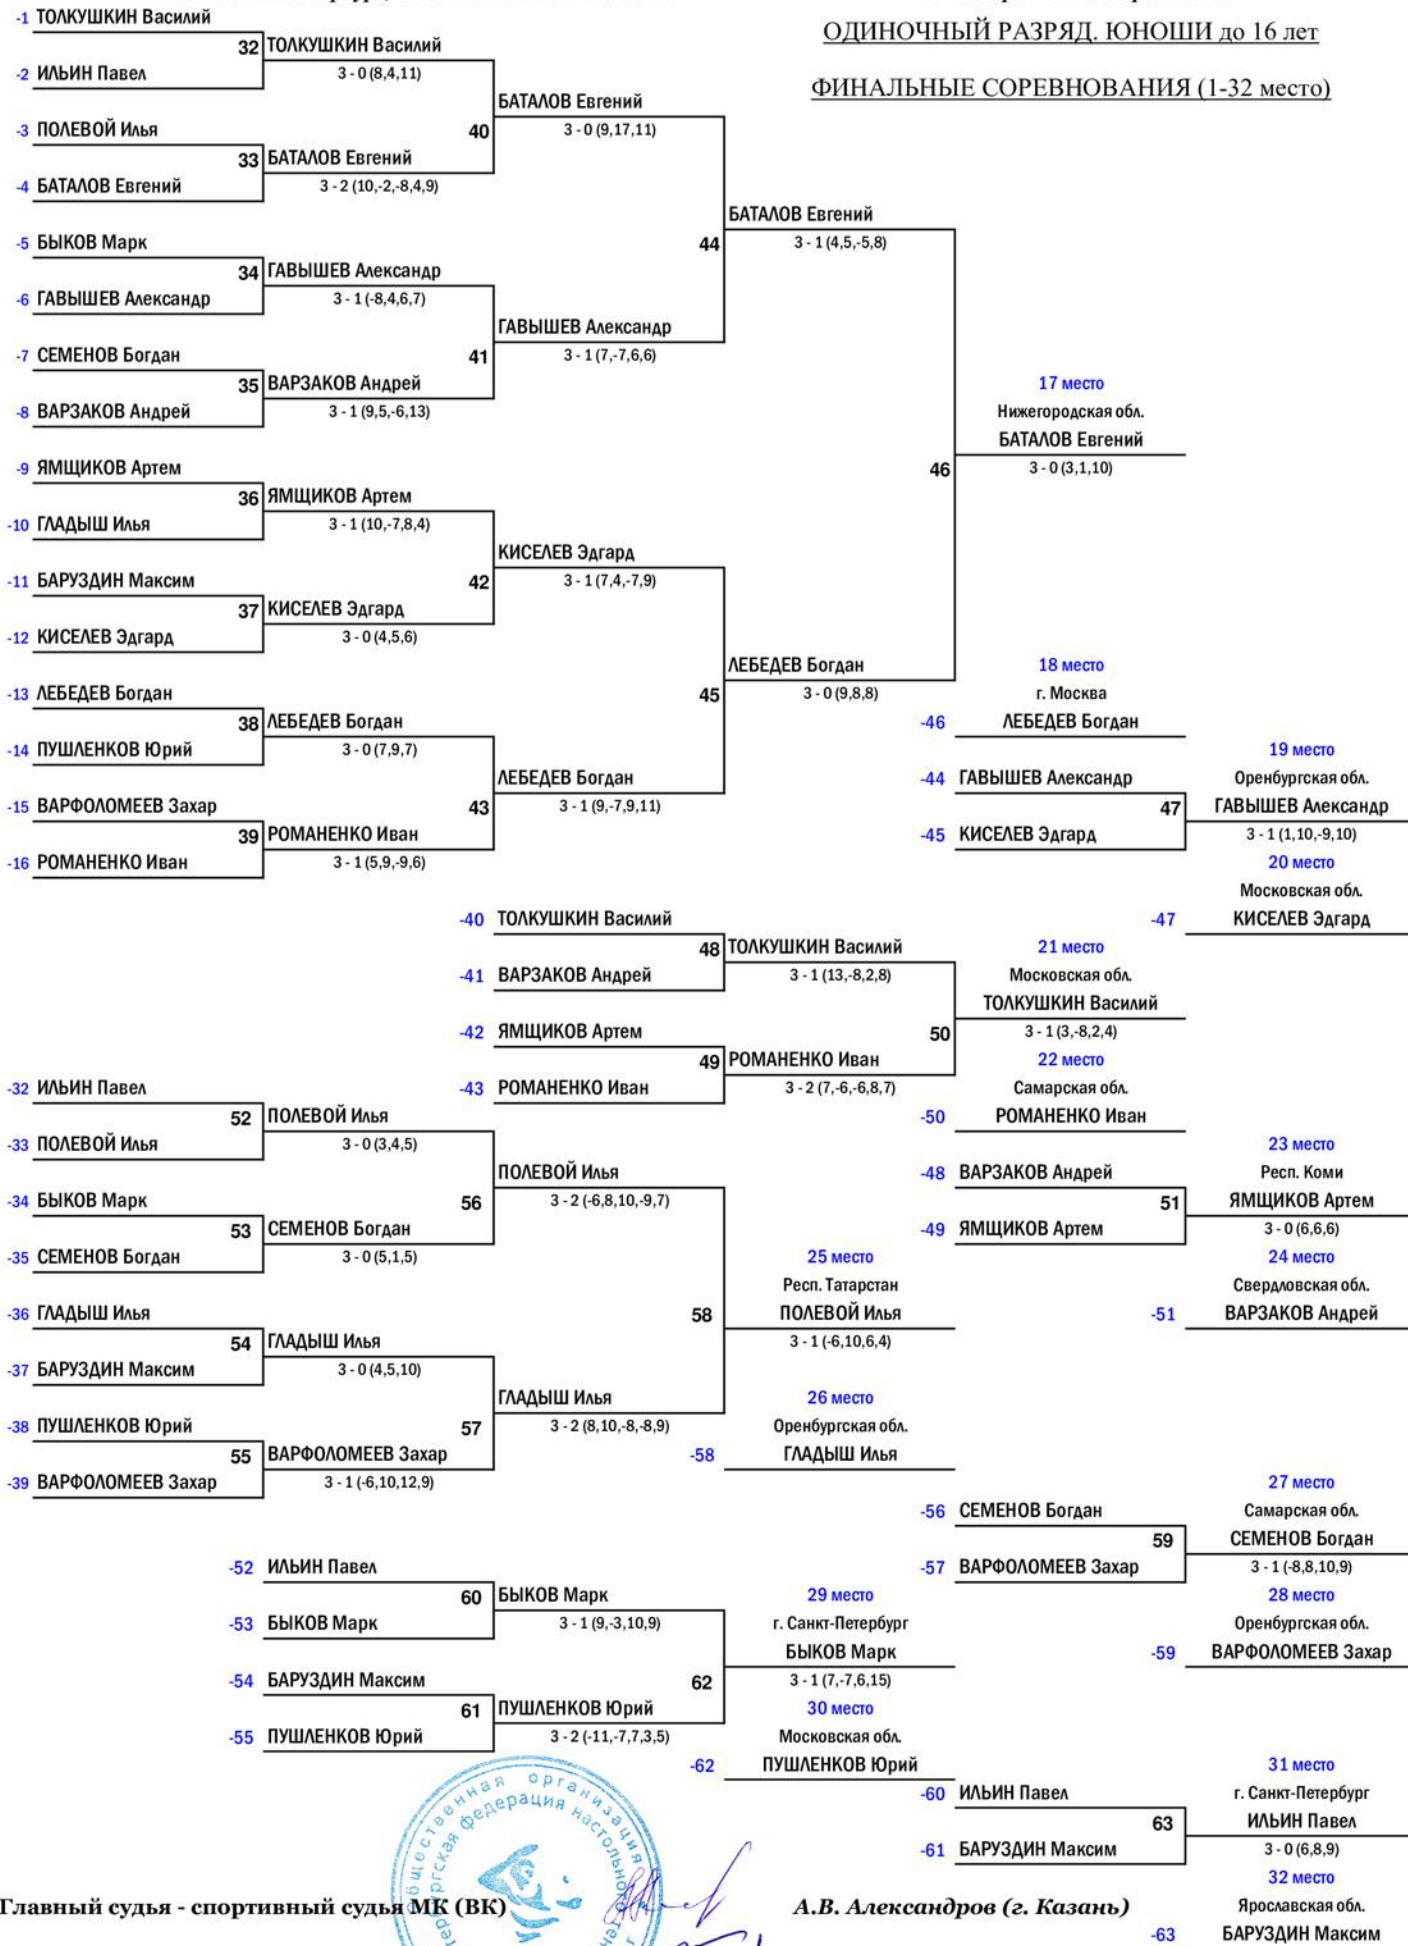 ОДИНОЧНЫЙ РАЗРЯД. ЮНОШИ до 16 лет
ФИНАЛЬНЫЕ СОРЕВНОВАНИЯ (1-32 место)
-1 ТОЛКУШКИН Василий
32 ТОЛКУШКИН Василий
-2 ИЛЬИН Павел
3 - 0 (8,4,11)
БАТАЛОВ Евгений
-3 ПОЛЕВОЙ Илья
40
3 - 0 (9,17,11)
33 БАТАЛОВ Евгений
-4 БАТАЛОВ Евгений
3 - 2 (10,-2,-8,4,9)
БАТАЛОВ Евгений
-5 БЫКОВ Марк
44
3 - 1 (4,5,-5,8)
34 ГАВЫШЕВ Александр
-6 ГАВЫШЕВ Александр
3 - 1 (-8,4,6,7)
ГАВЫШЕВ Александр
-7 СЕМЕНОВ Богдан
41
3 - 1 (7,-7,6,6)
35 ВАРЗАКОВ Андрей
17 место
-8 ВАРЗАКОВ Андрей
3 - 1 (9,5,-6,13)
Нижегородская обл.
БАТАЛОВ Евгений
-9 ЯМЩИКОВ Артем
46
3 - 0 (3,1,10)
36 ЯМЩИКОВ Артем
-10 ГЛАДЫШ Илья
3 - 1 (10,-7,8,4)
КИСЕЛЕВ Эдгард
-11 БАРУЗДИН Максим
42
3 - 1 (7,4,-7,9)
37 КИСЕЛЕВ Эдгард
-12 КИСЕЛЕВ Эдгард
3 - 0 (4,5,6)
ЛЕБЕДЕВ Богдан
18 место
-13 ЛЕБЕДЕВ Богдан
45
3 - 0 (9,8,8)
г. Москва
38 ЛЕБЕДЕВ Богдан
-46 ЛЕБЕДЕВ Богдан
-14 ПУШЛЕНКОВ Юрий
3 - 0 (7,9,7)
19 место
ЛЕБЕДЕВ Богдан
-44 ГАВЫШЕВ Александр
Оренбургская обл.
-15 ВАРФОЛОМЕЕВ Захар
43
3 - 1 (9,-7,9,11)
47 ГАВЫШЕВ Александр
39 РОМАНЕНКО Иван
-45 КИСЕЛЕВ Эдгард
3 - 1 (1,10,-9,10)
-16 РОМАНЕНКО Иван
3 - 1 (5,9,-9,6)
20 место
Московская обл.
-40 ТОЛКУШКИН Василий
-47 КИСЕЛЕВ Эдгард
48 ТОЛКУШКИН Василий
21 место
-41 ВАРЗАКОВ Андрей
3 - 1 (13,-8,2,8)
Московская обл.
ТОЛКУШКИН Василий
-42 ЯМЩИКОВ Артем
50
3 - 1 (3,-8,2,4)
49 РОМАНЕНКО Иван
22 место
-32 ИЛЬИН Павел
-43 РОМАНЕНКО Иван
3 - 2 (7,-6,-6,8,7)
Самарская обл.
52 ПОЛЕВОЙ Илья
-50 РОМАНЕНКО Иван
-33 ПОЛЕВОЙ Илья
3 - 0 (3,4,5)
23 место
ПОЛЕВОЙ Илья
-48 ВАРЗАКОВ Андрей
Респ. Коми
-34 БЫКОВ Марк
56
3 - 2 (-6,8,10,-9,7)
51 ЯМЩИКОВ Артем
53 СЕМЕНОВ Богдан
-49 ЯМЩИКОВ Артем
3 - 0 (6,6,6)
-35 СЕМЕНОВ Богдан
3 - 0 (5,1,5)
25 место
24 место
Респ. Татарстан
Свердловская обл.
-36 ГЛАДЫШ Илья
58 ПОЛЕВОЙ Илья
-51 ВАРЗАКОВ Андрей
54 ГЛАДЫШ Илья
3 - 1 (-6,10,6,4)
-37 БАРУЗДИН Максим
3 - 0 (4,5,10)
ГЛАДЫШ Илья
26 место
-38 ПУШЛЕНКОВ Юрий
57
3 - 2 (8,10,-8,-8,9)
Оренбургская обл.
55 ВАРФОЛОМЕЕВ Захар
-58 ГЛАДЫШ Илья
-39 ВАРФОЛОМЕЕВ Захар
3 - 1 (-6,10,12,9)
27 место
-56 СЕМЕНОВ Богдан
Самарская обл.
59 СЕМЕНОВ Богдан
-52 ИЛЬИН Павел
-57 ВАРФОЛОМЕЕВ Захар
3 - 1 (-8,8,10,9)
60 БЫКОВ Марк
29 место
28 место
-53 БЫКОВ Марк
3 - 1 (9,-3,10,9)
г. Санкт-Петербург
Оренбургская обл.
БЫКОВ Марк
-59 ВАРФОЛОМЕЕВ Захар
-54 БАРУЗДИН Максим
62
3 - 1 (7,-7,6,15)
61 ПУШЛЕНКОВ Юрий
30 место
-55 ПУШЛЕНКОВ Юрий
3 - 2 (-11,-7,7,3,5)
Московская обл.
-62 ПУШЛЕНКОВ Юрий
31 место
-60 ИЛЬИН Павел
г. Санкт-Петербург
63 ИЛЬИН Павел
-61 БАРУЗДИН Максим
3 - 0 (6,8,9)
32 место
общественная организация
федерация настольного
Главный судья - спортивный судья МК (ВК)
А.В. Александров (г. Казань)
Ярославская обл.
-63 БАРУЗДИН Максим